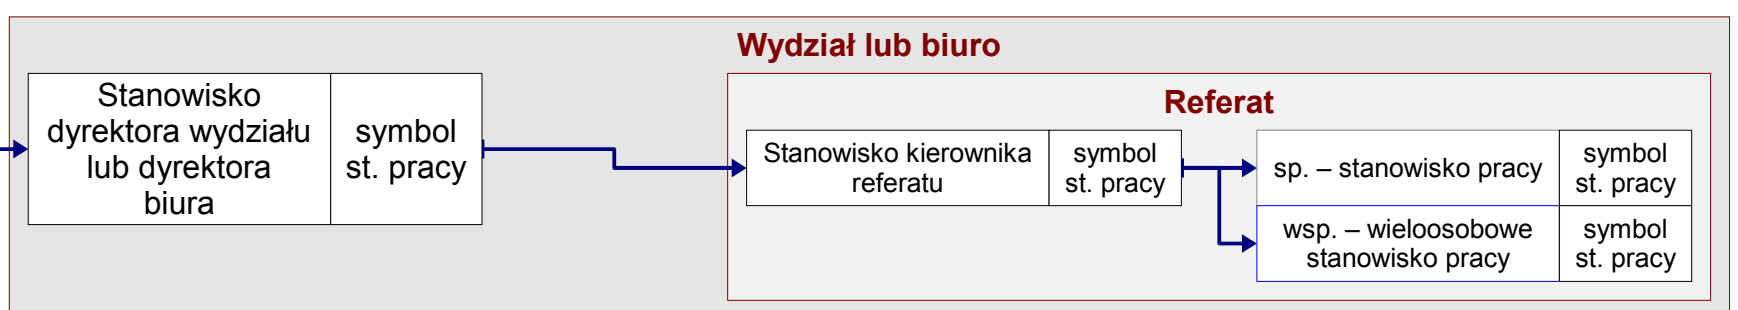 Wydział lub biuro
Stanowisko
dyrektora wydziału
lub dyrektora
biura
symbol
st. pracy
Referat
Stanowisko kierownika
referatu
symbol
st. pracy
sp. – stanowisko pracy
symbol
st. pracy
wsp. – wieloosobowe
stanowisko pracy
symbol
st. pracy